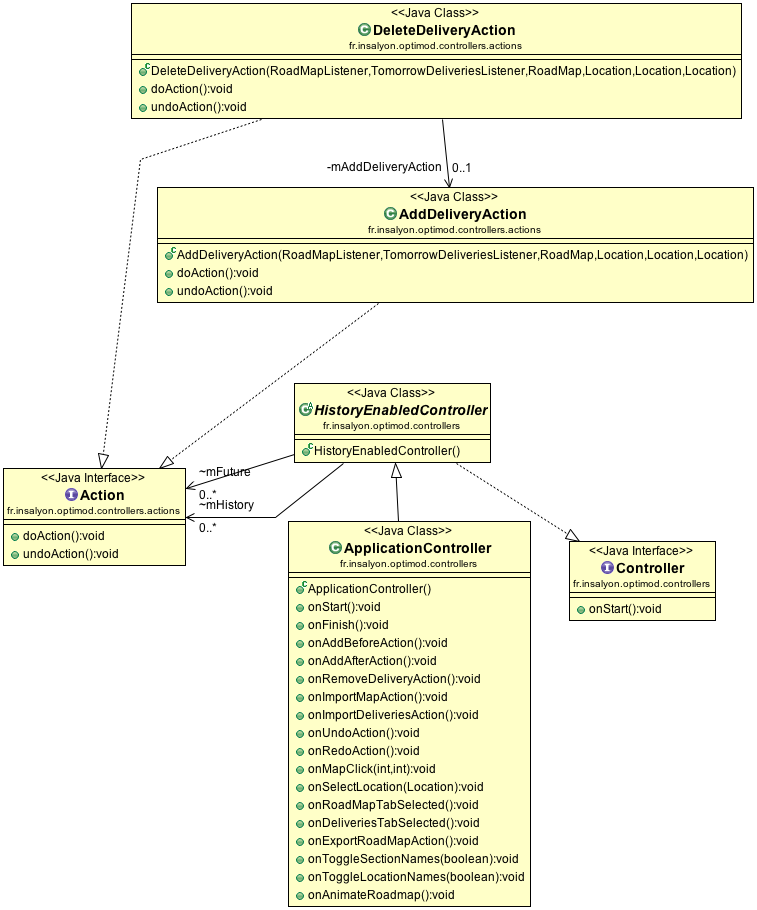 <<Java Class>>
DeleteDeliveryAction
fr.insalyon.optimod.controllers.actions
DeleteDeliveryAction(RoadMapListener,TomorrowDeliveriesListener,RoadMap,Location,Location,Location)
doAction():void
undoAction():void
-mAddDeliveryAction
0..1
<<Java Class>>
AddDeliveryAction
fr.insalyon.optimod.controllers.actions
AddDeliveryAction(RoadMapListener,TomorrowDeliveriesListener,RoadMap,Location,Location,Location)
doAction():void
undoAction():void
<<Java Class>>
HistoryEnabledController
fr.insalyon.optimod.controllers
HistoryEnabledController()
~mFuture
0..*
~mHistory
0..*
<<Java Interface>>
Action
fr.insalyon.optimod.controllers.actions
doAction():void
undoAction():void
<<Java Class>>
ApplicationController
fr.insalyon.optimod.controllers
ApplicationController()
onStart():void
onFinish():void
onAddBeforeAction():void
onAddAfterAction():void
onRemoveDeliveryAction():void
onImportMapAction():void
onImportDeliveriesAction():void
onUndoAction():void
onRedoAction():void
onMapClick(int,int):void
onSelectLocation(Location):void
onRoadMapTabSelected():void
onDeliveriesTabSelected():void
onExportRoadMapAction():void
onToggleSectionNames(boolean):void
onToggleLocationNames(boolean):void
onAnimateRoadmap():void
<<Java Interface>>
Controller
fr.insalyon.optimod.controllers
onStart():void